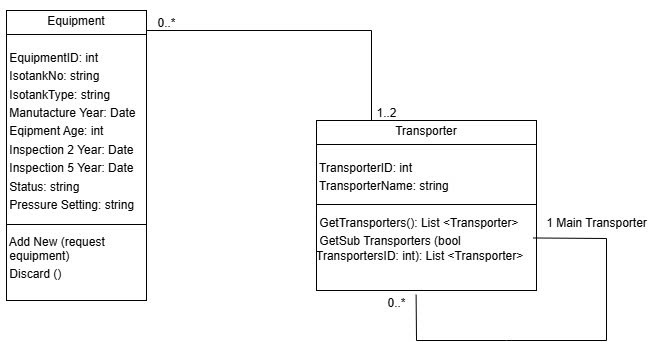 Equipment
EquipmentID: int
IsotankNo: string
IsotankType: string
Manutacture Year: Date
Eqipment Age: int
Inspection 2 Year: Date
Inspection 5 Year: Date
Status: string
Pressure Setting: string
Add New (request
equipment)
Discard ()
0..*
1..2
Transporter
TransporterID: int
TransporterName: string
GetTransporters(): List <Transporter>
GetSub Transporters (bool
TransportersID: int): List <Transporter>
1 Main Transporter
0..*